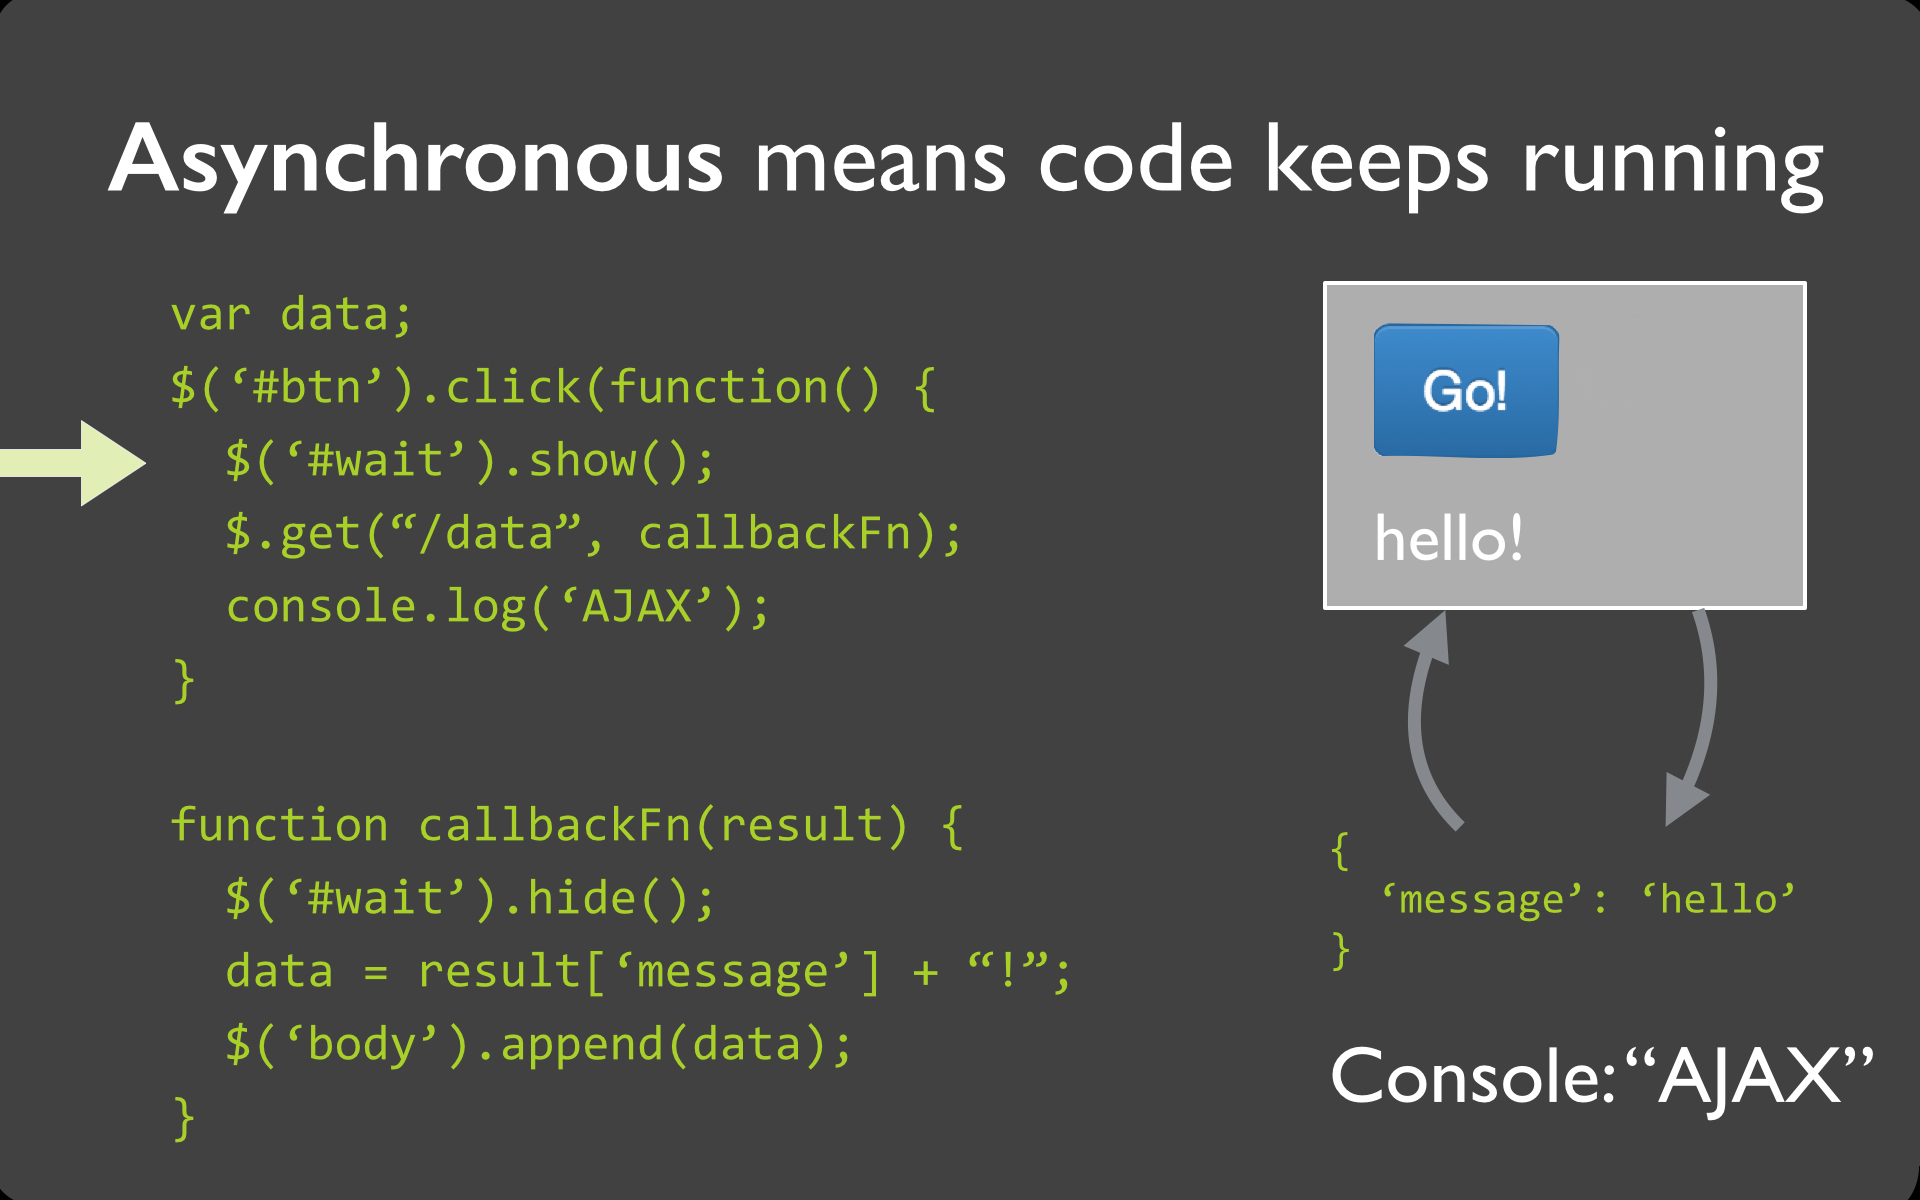 Asynchronous means code keeps running
var data;
$(‘#btn’).click(function() {
  $(‘#wait’).show();
  $.get(“/data”, callbackFn);
  console.log(‘AJAX’);
}
function callbackFn(result) {
  $(‘#wait’).hide();
  data = result[‘message’] + “!”;
  $(‘body’).append(data);
}
Go!
hello!
{
  ‘message’: ‘hello’
}
Console: “AJAX”